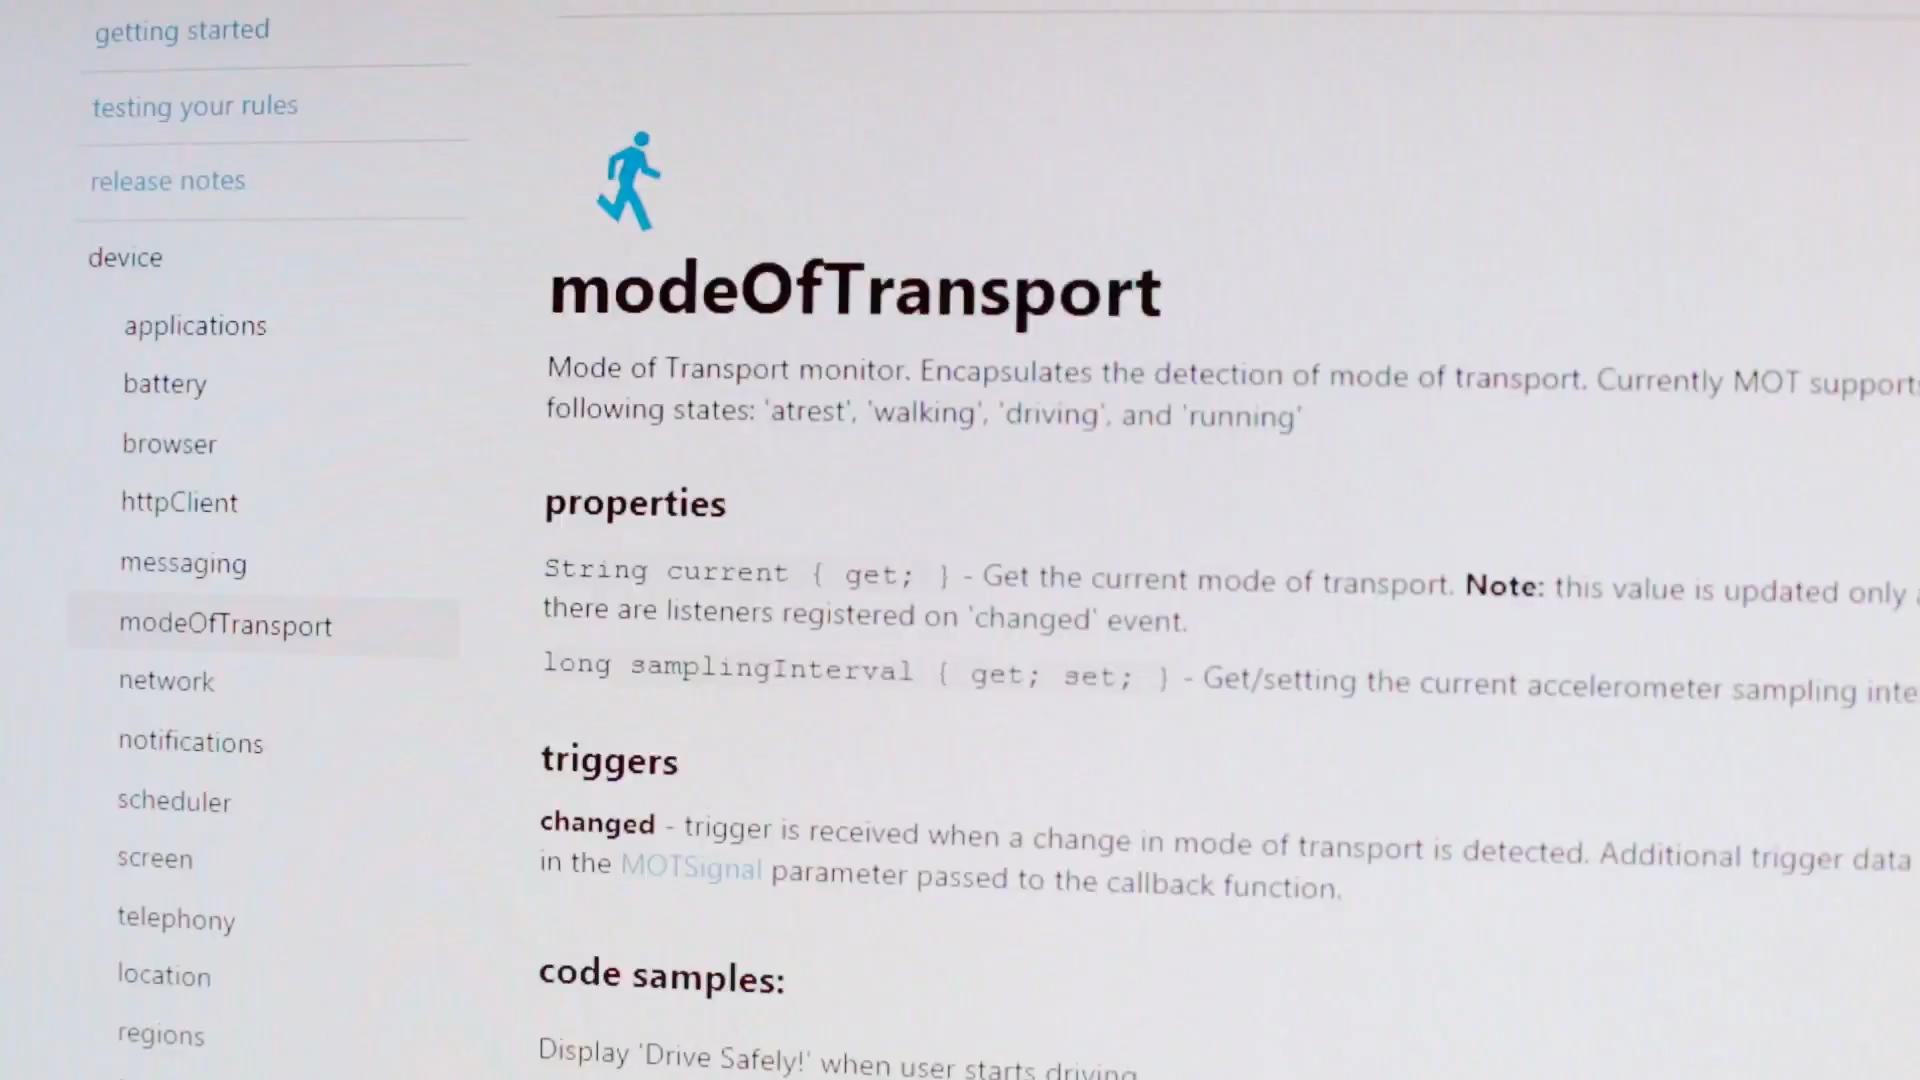 getting started
testing your rules
release notes
device
applications
battery
browser
httpClient
messaging
modeOfTransport
network
notifications
scheduler
screen
telephony
location
regions
modeOfTransport
Mode of Transport monitor. Encapsulates the detection of mode of transport. Currently MOT supports
following states: 'atrest', 'walking', 'driving', and 'running'
properties
String current { get; } - Get the current mode of transport. Note: this value is updated only
there are listeners registered on 'changed' event.
long samplingInterval { get; set; } - Get/setting the current accelerometer sampling inte
triggers
changed - trigger is received when a change in mode of transport is detected. Additional trigger data
in the MOTSignal parameter passed to the callback function.
code samples:
Display 'Drive Safely!' when user starts driving